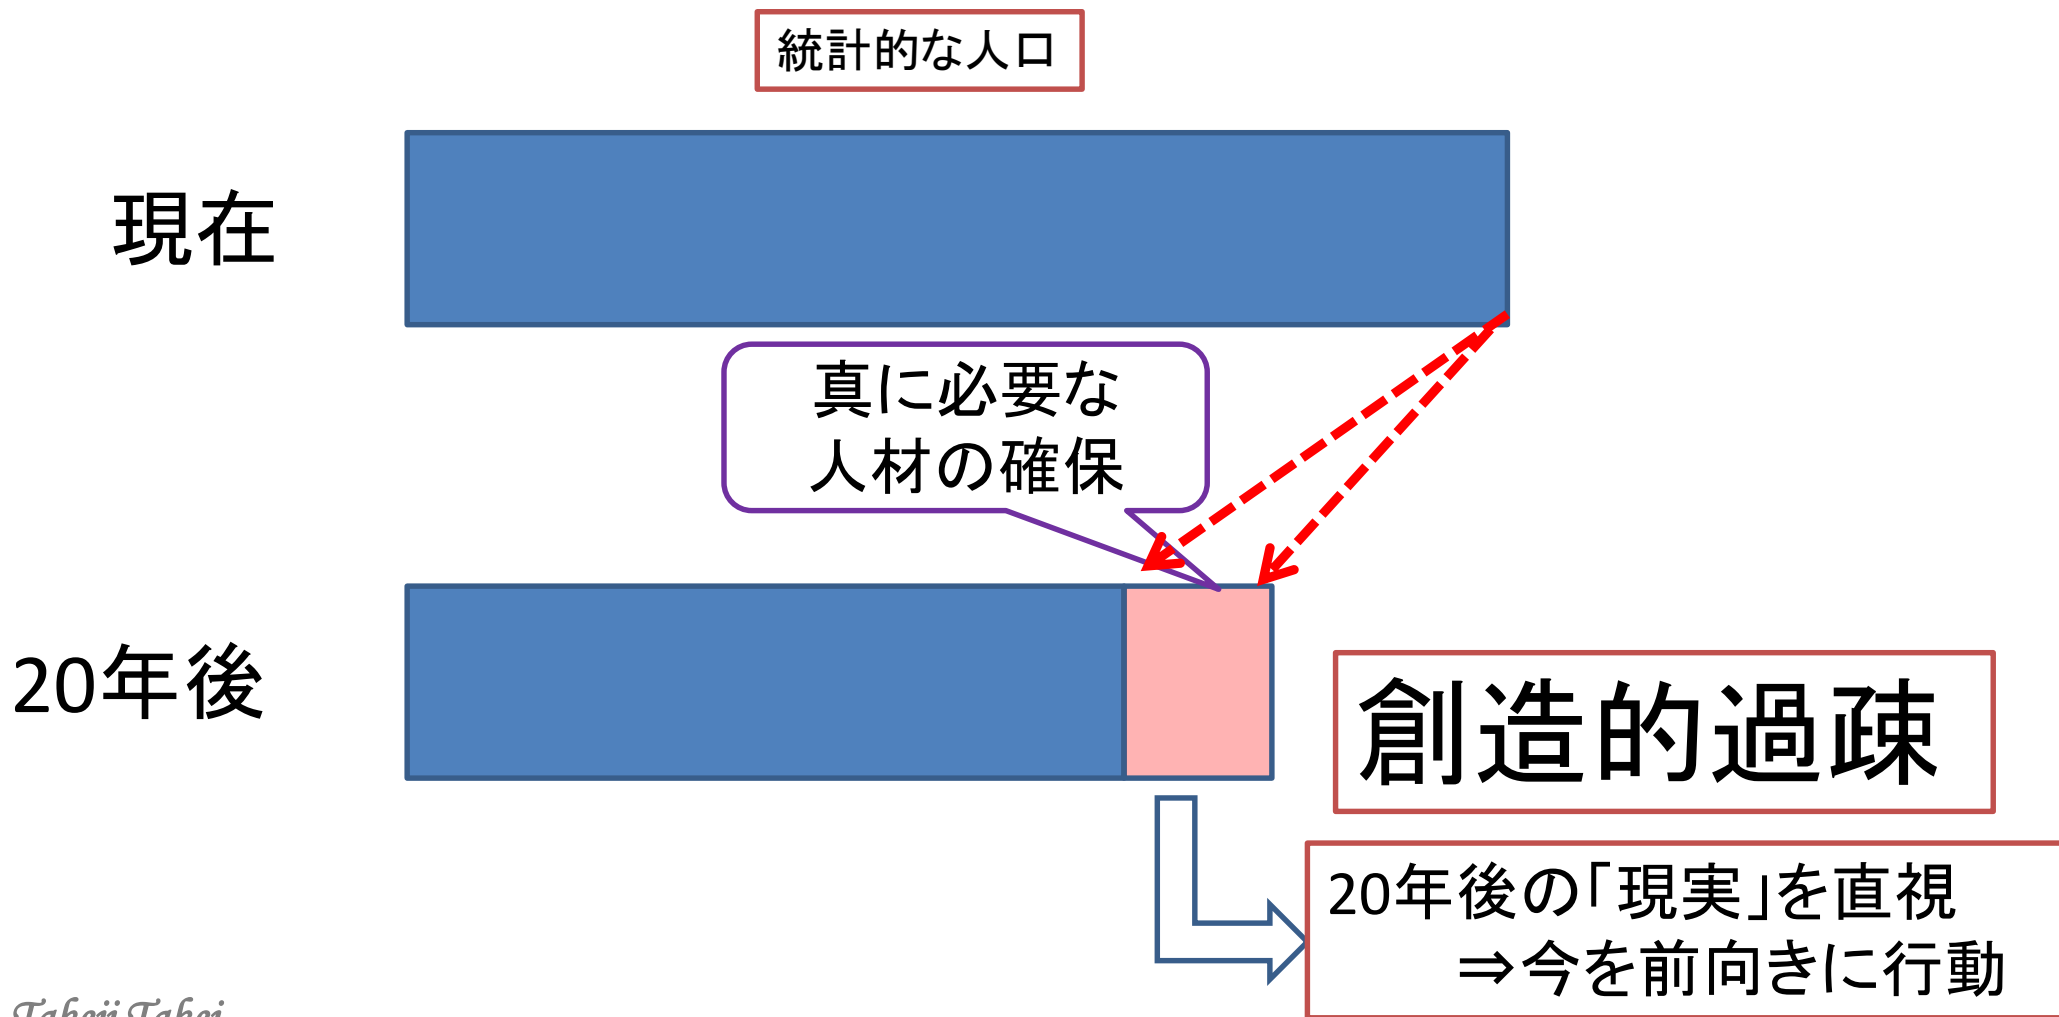 統計的な人口
現在
真に必要な
人材の確保
20年後
創造的過疎
20年後の「現実」を直視
⇒今を前向きに行動
Takeji Takei